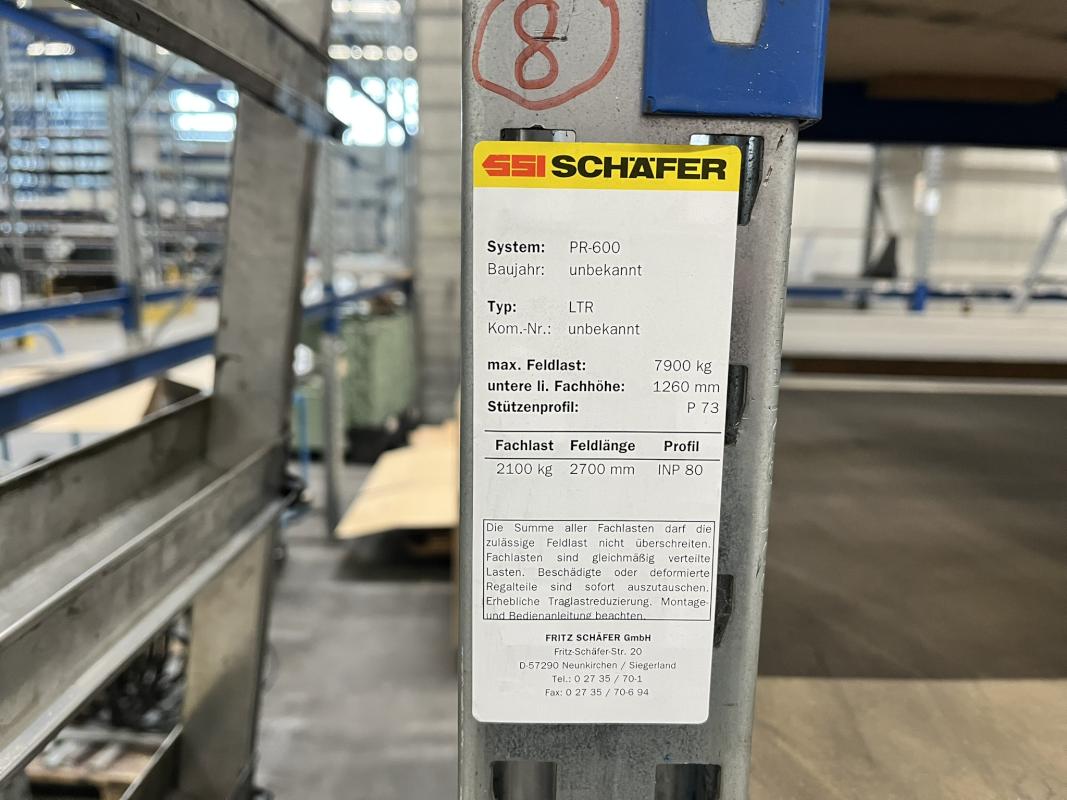 8
SSI SCHÄFER
System: PR-600
Baujahr: unbekannt
Typ: LTR
Kom.-Nr.: unbekannt
max. Feldlast: 7900 kg
untere li. Fachhöhe: 1260 mm
Stützenprofil: P 73
Fachlast Feldlänge Profil
2100 kg 2700 mm INP 80
Die Summe aller Fachlasten darf die
zulässige Feldlast nicht überschreiten.
Fachlasten sind gleichmäßig verteilte
Lasten. Beschädigte oder deformierte
Regalteile sind sofort auszutauschen.
Erhebliche Traglastreduzierung. Montage-
und Bedienanleitung beachten.
FRITZ SCHÄFER GmbH
Fritz-Schäfer-Str. 20
D-57290 Neunkirchen / Siegerland
Tel.: 0 27 35 / 70-1
Fax: 0 27 35 / 70-6 94